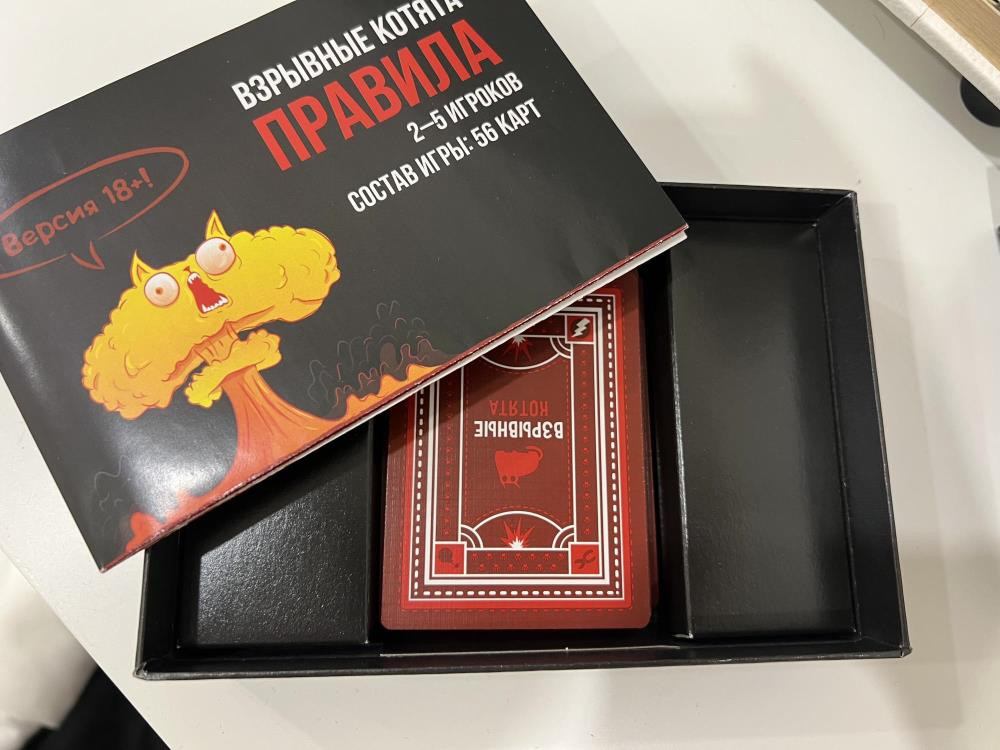 ВЗРЫВНЫЕ КОТЯТА
ПРАВИЛА
2–5 ИГРОКОВ
СОСТАВ ИГРЫ: 56 КАРТ
Версия 18+!
ВЗРЫВНЫЕ
КОТЯТА